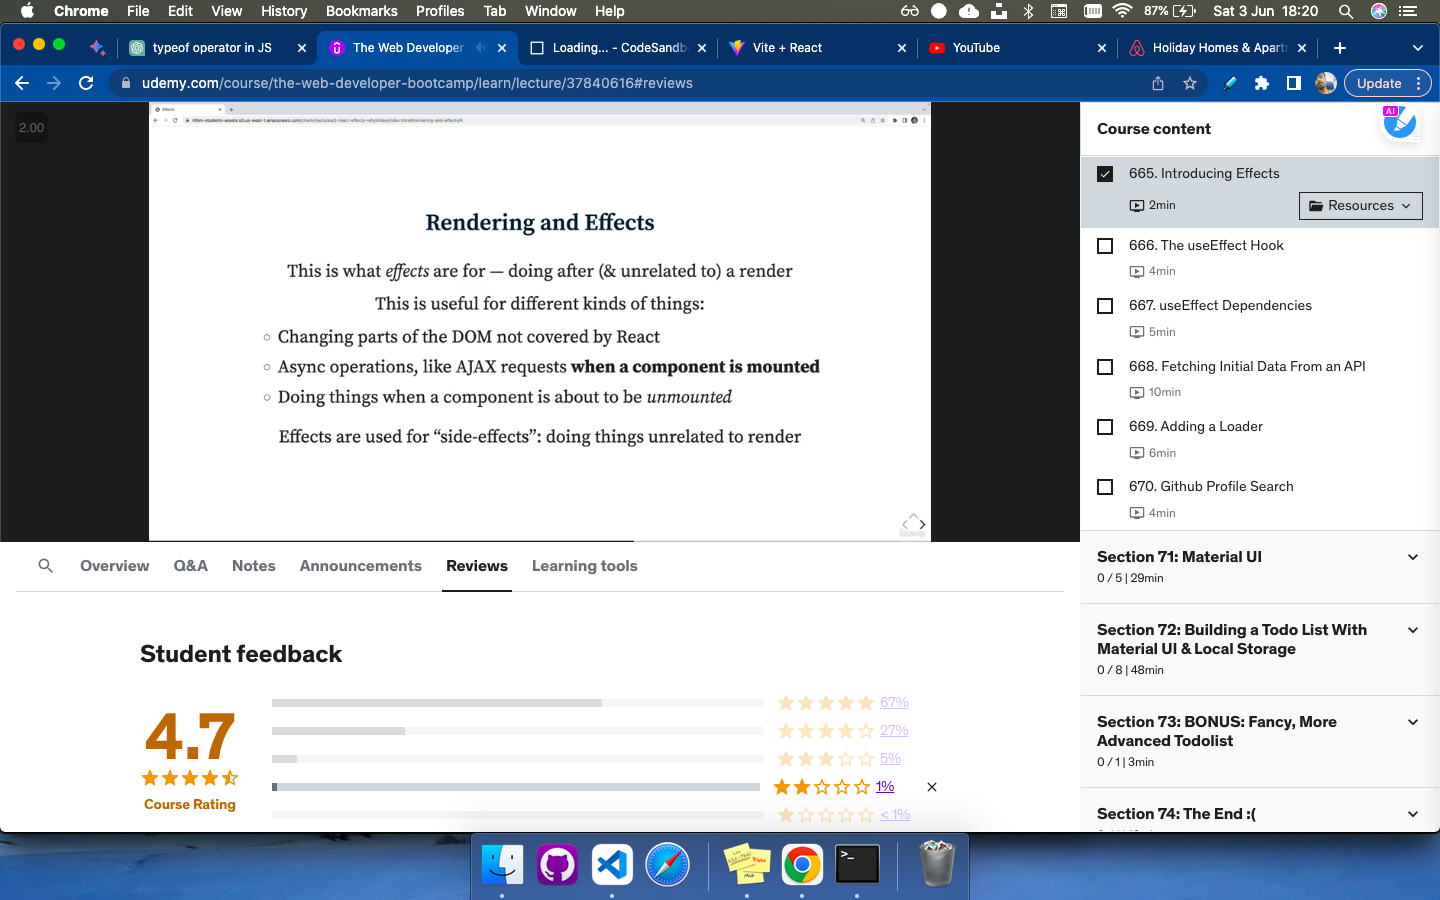 Chrome File Edit View History Bookmarks Profiles Tab Window Help 87% Sat 3 Jun 18:20
typeof operator in JS The Web Developer Loading... - CodeSandb Vite + React YouTube Holiday Homes & Apart
udemy.com/course/the-web-developer-bootcamp/learn/lecture/37840616#reviews Update
2.00
Effects
Rendering and Effects
This is what effects are for — doing after (& unrelated to) a render
This is useful for different kinds of things:
Changing parts of the DOM not covered by React
Async operations, like AJAX requests when a component is mounted
Doing things when a component is about to be unmounted
Effects are used for “side-effects”: doing things unrelated to render
Udemy
Course content
AI
665. Introducing Effects
2min
Resources
666. The useEffect Hook
4min
667. useEffect Dependencies
5min
668. Fetching Initial Data From an API
10min
669. Adding a Loader
6min
670. Github Profile Search
4min
Section 71: Material UI
0 / 5 | 29min
Section 72: Building a Todo List With
Material UI & Local Storage
0 / 8 | 48min
Section 73: BONUS: Fancy, More
Advanced Todolist
0 / 1 | 3min
Section 74: The End :(
Overview Q&A Notes Announcements Reviews Learning tools
Student feedback
4.7
Course Rating
67%
27%
5%
1%
< 1%